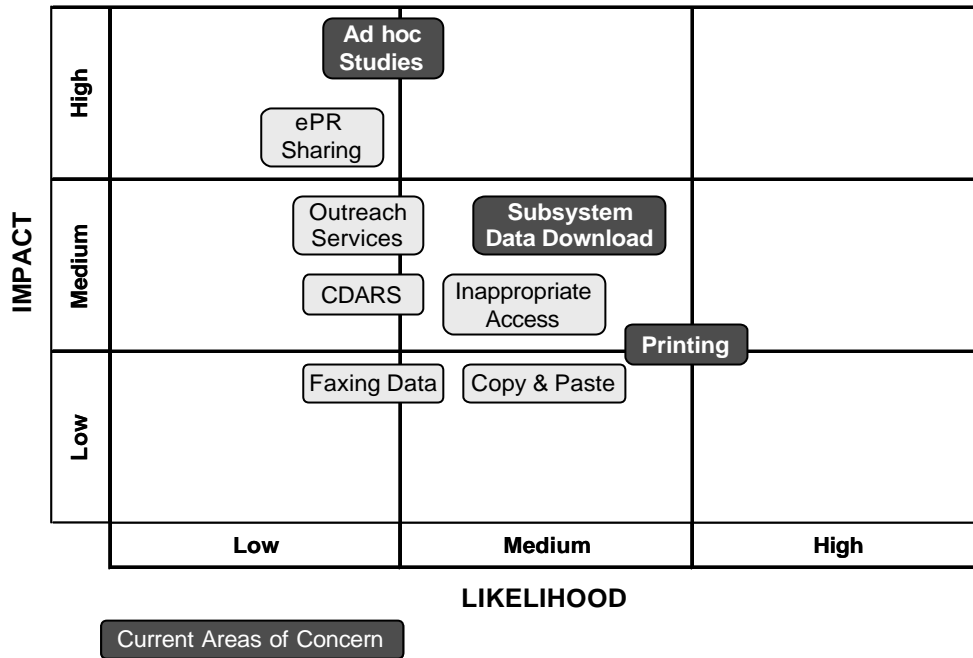 Ad hoc
Studies
High
ePR
Sharing
IMPACT
Medium
Outreach
Services
Subsystem
Data Download
CDARS
Inappropriate
Access
Printing
Low
Faxing Data
Copy & Paste
Low
Medium
High
LIKELIHOOD
Current Areas of Concern